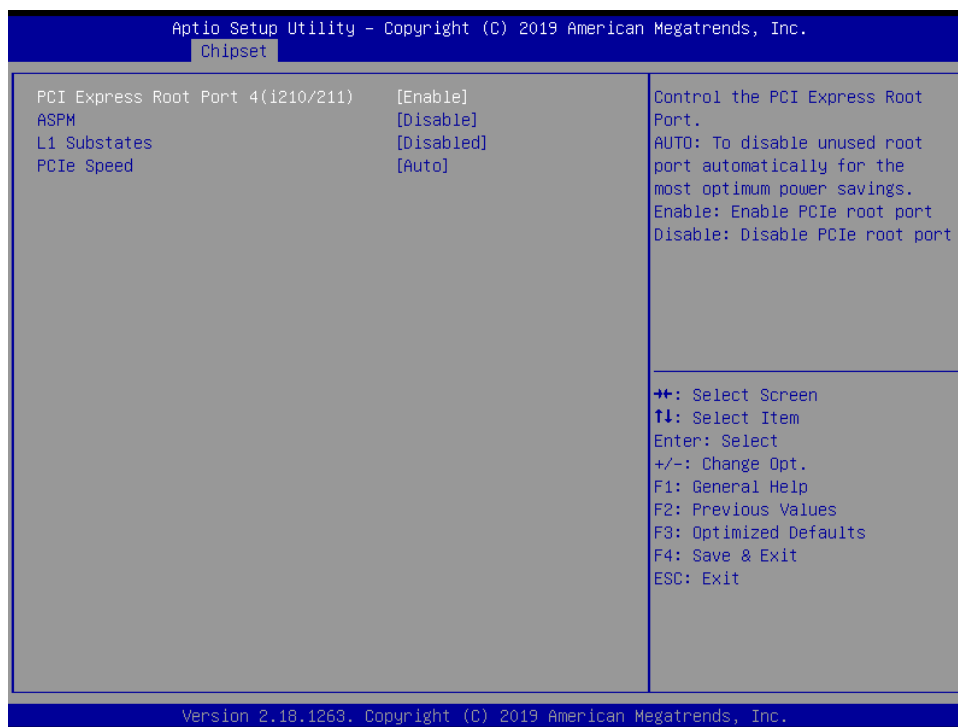 Aptio Setup Utility – Copyright (C) 2019 American Megatrends, Inc.
Chipset
PCI Express Root Port 4(i210/211) [Enable]
ASPM [Disable]
L1 Substates [Disabled]
PCIe Speed [Auto]
Control the PCI Express Root
Port.
AUTO: To disable unused root
port automatically for the
most optimum power savings.
Enable: Enable PCIe root port
Disable: Disable PCIe root port
→←: Select Screen
↑↓: Select Item
Enter: Select
+/-: Change Opt.
F1: General Help
F2: Previous Values
F3: Optimized Defaults
F4: Save & Exit
ESC: Exit
Version 2.18.1263. Copyright (C) 2019 American Megatrends, Inc.